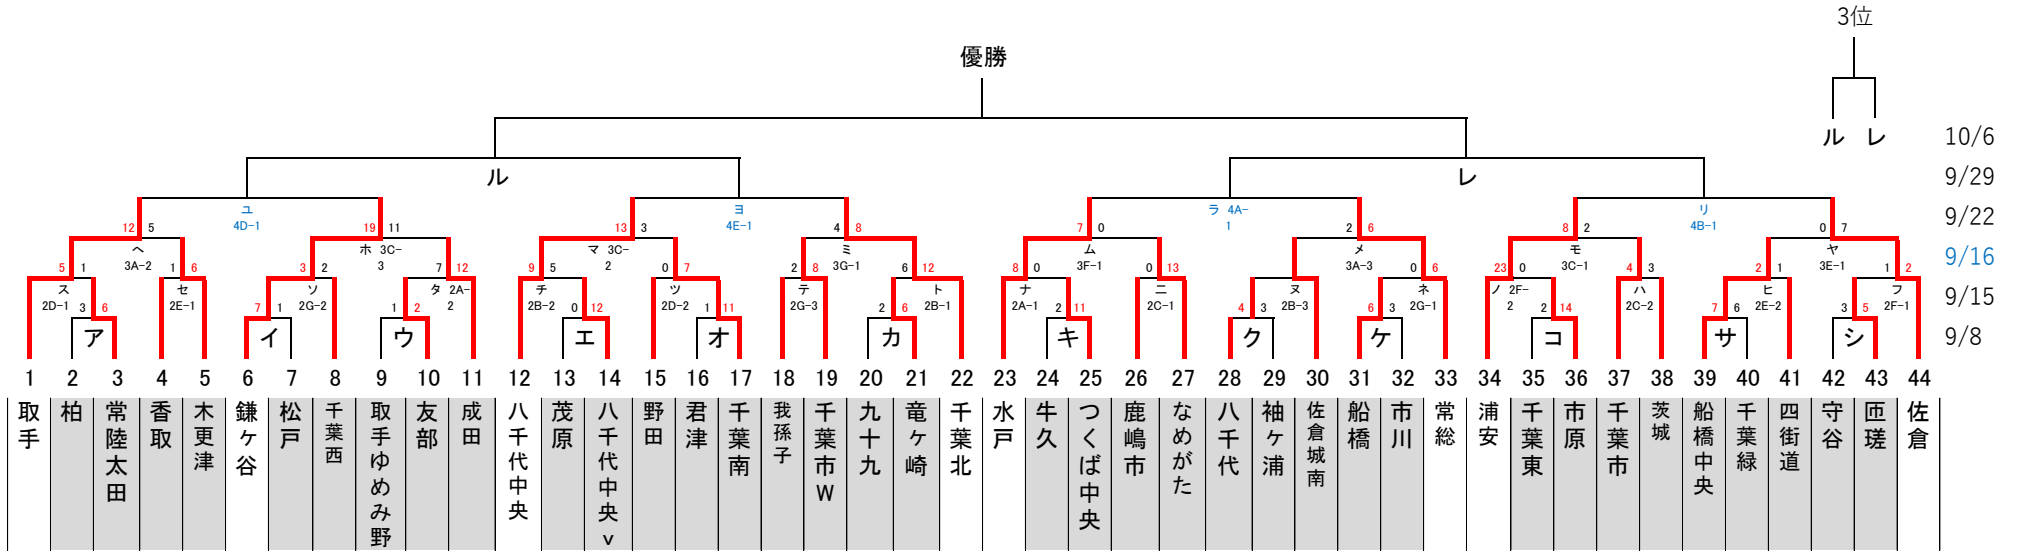 3位
優勝
ル レ 10/6
ル レ 9/29
ユ ヨ ラ 4A- リ
4D-1 4E-1 1 4B-1 9/22
12 5 19 11 13 3 4 8 7 0 2 6 8 2 0 7
ヘ ホ 3C- マ 3C- ミ ム メ モ ヤ 9/16
3A-2 3 2 3G-1 3F-1 3A-3 3C-1 3E-1
5 1 1 6 3 2 7 12 9 5 0 7 2 8 6 12 8 0 0 13 0 6 23 0 4 3 2 1 1 2
ス セ ソ タ 2A- チ ツ テ ト ナ ニ ヌ ネ ノ 2F- ハ ヒ フ 9/15
2D-1 2E-1 2G-2 2 2B-2 2D-2 2G-3 2B-1 2A-1 2C-1 2B-3 2G-1 2 2C-2 2E-2 2F-1
3 6 7 1 1 2 0 12 1 11 2 6 2 11 4 3 6 3 2 14 7 6 3 5
ア イ ウ エ オ カ キ ク ケ コ サ シ 9/8
1 2 3 4 5 6 7 8 9 10 11 12 13 14 15 16 17 18 19 20 21 22 23 24 25 26 27 28 29 30 31 32 33 34 35 36 37 38 39 40 41 42 43 44
取手
柏
常陸太田
香取
木更津
鎌ヶ谷
松戸
千葉西
取手ゆめみ野
友部
成田
八千代中央
茂原
八千代中央v
野田
君津
千葉南
我孫子
千葉市W
九十九
竜ヶ崎
千葉北
水戸
牛久
つくば中央
鹿嶋市
なめがた
八千代
袖ヶ浦
佐倉城南
船橋
市川
常総
浦安
千葉東
市原
千葉市
茨城
船橋中央
千葉緑
四街道
守谷
匝瑳
佐倉